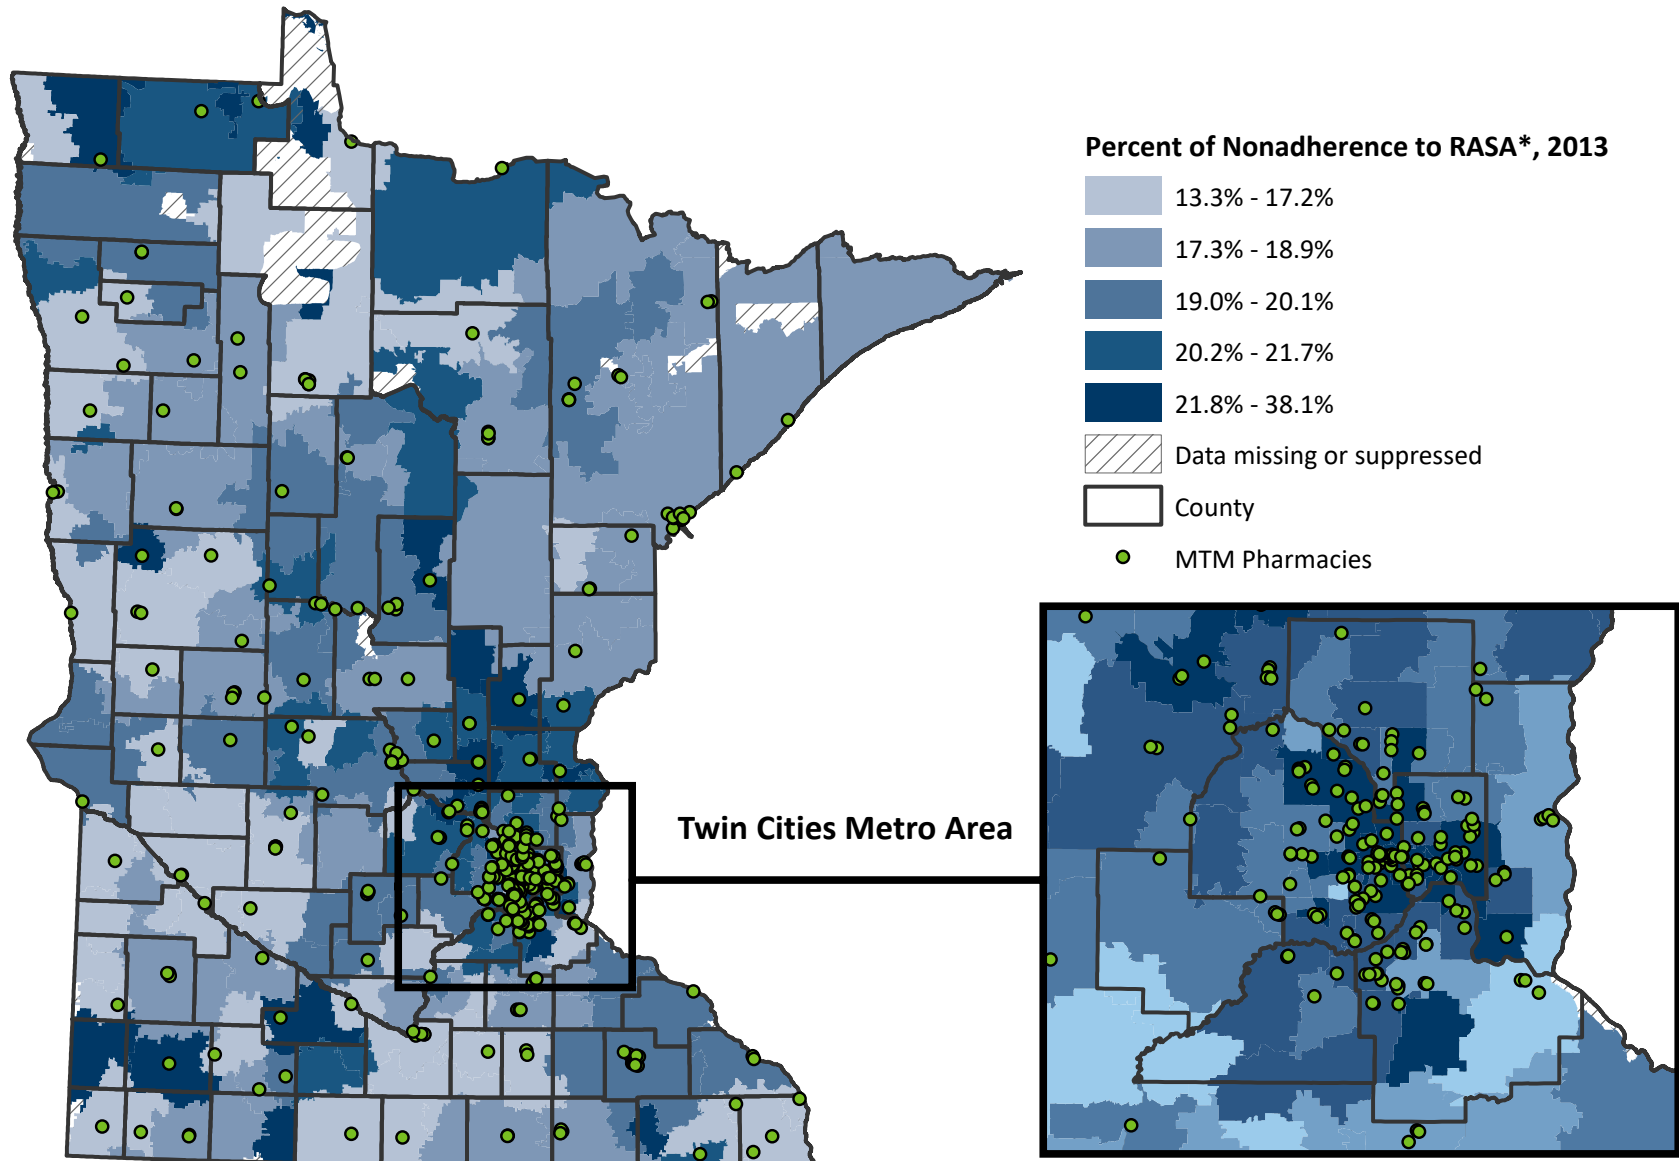 Percent of Nonadherence to RASA*, 2013
13.3% - 17.2%
17.3% - 18.9%
19.0% - 20.1%
20.2% - 21.7%
21.8% - 38.1%
Data missing or suppressed
County
MTM Pharmacies
Twin Cities Metro Area